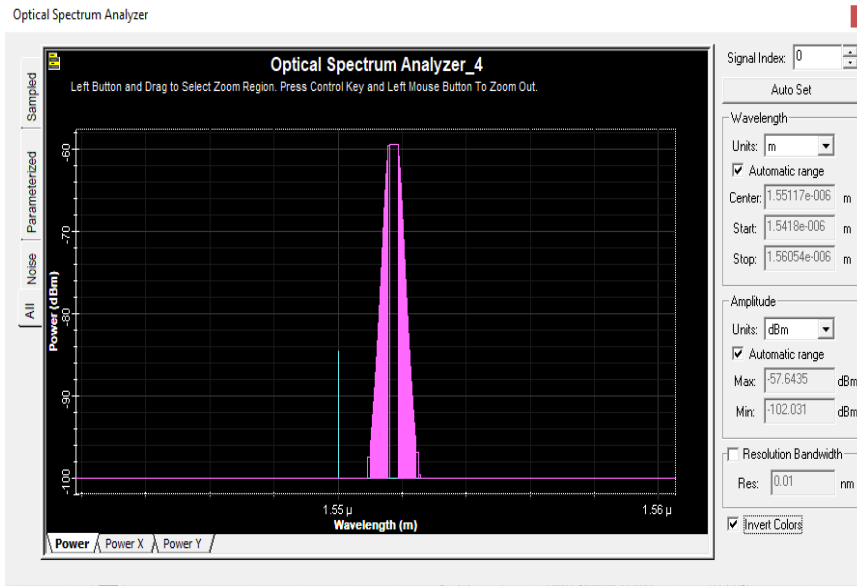 Optical Spectrum Analyzer
Optical Spectrum Analyzer_4
Left Button and Drag to Select Zoom Region. Press Control Key and Left Mouse Button To Zoom Out.
Sampled
Parameterized
Noise
All
Power (dBm)
-60
-70
-80
-90
-100
1.55 µ
1.56 µ
Wavelength (m)
Power
Power X
Power Y
Signal Index: 0
Auto Set
Wavelength
Units: m
Automatic range
Center: 1.55117e-006 m
Start: 1.5418e-006 m
Stop: 1.56054e-006 m
Amplitude
Units: dBm
Automatic range
Max: -57.6435 dBm
Min: -102.031 dBm
Resolution Bandwidth
Res: 0.01 nm
Invert Colors